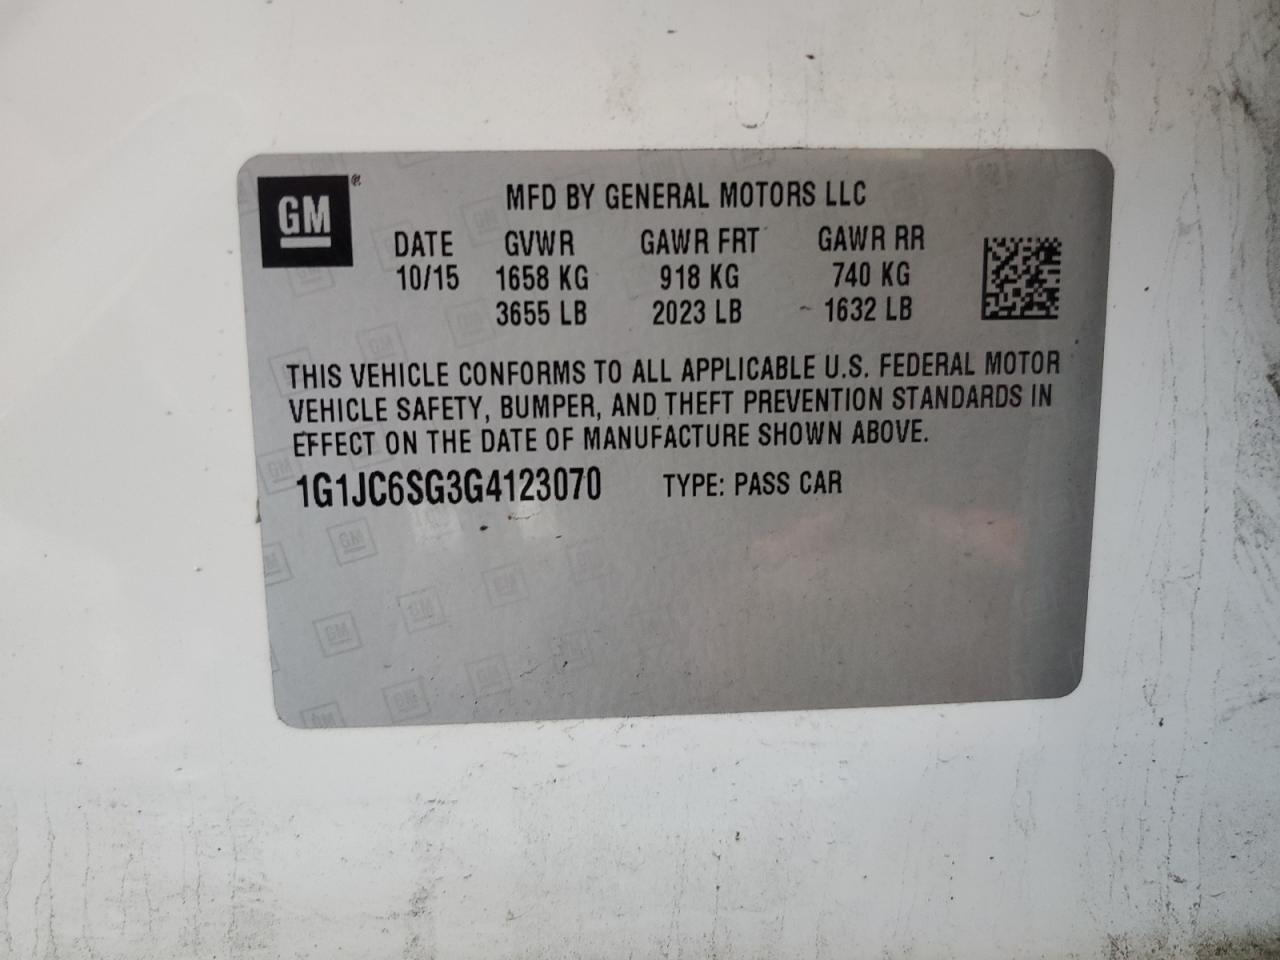 GM®
MFD BY GENERAL MOTORS LLC
DATE GVWR GAWR FRT GAWR RR
10/15 1658 KG 918 KG 740 KG
3655 LB 2023 LB 1632 LB
THIS VEHICLE CONFORMS TO ALL APPLICABLE U.S. FEDERAL MOTOR
VEHICLE SAFETY, BUMPER, AND THEFT PREVENTION STANDARDS IN
EFFECT ON THE DATE OF MANUFACTURE SHOWN ABOVE.
1G1JC6SG3G4123070 TYPE: PASS CAR